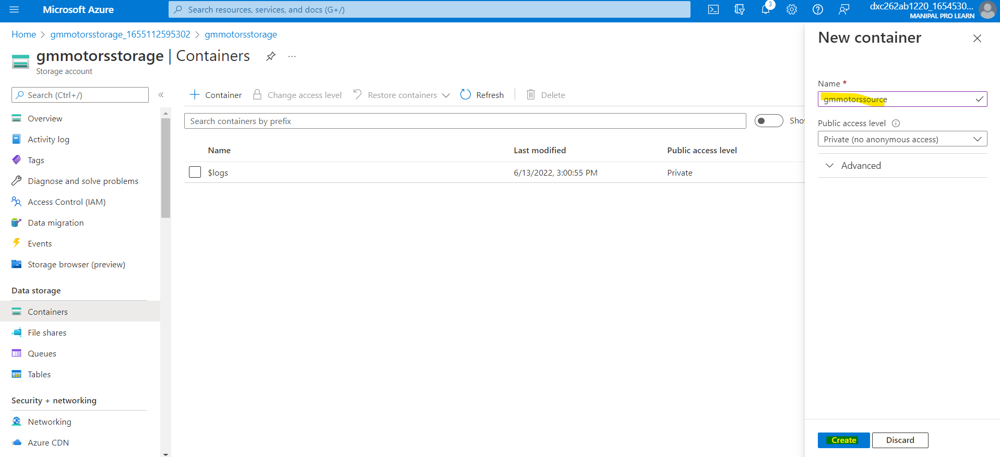 Microsoft Azure
Search resources, services, and docs (G+/)
3
dxc262ab1220_1654530...
MANIPAL PRO LEARN
Home > gmmotorsstorage_1655112595302 > gmmotorsstorage
gmmotorsstorage | Containers
Storage account
Search (Ctrl+/)
Overview
Activity log
Tags
Diagnose and solve problems
Access Control (IAM)
Data migration
Events
Storage browser (preview)
Data storage
Containers
File shares
Queues
Tables
Security + networking
Networking
Azure CDN
Container Change access level Restore containers Refresh Delete
Search containers by prefix
Name Last modified Public access level
$logs 6/13/2022, 3:00:55 PM Private
New container
Name *
gmmotorssource
Public access level
Private (no anonymous access)
Advanced
Create Discard